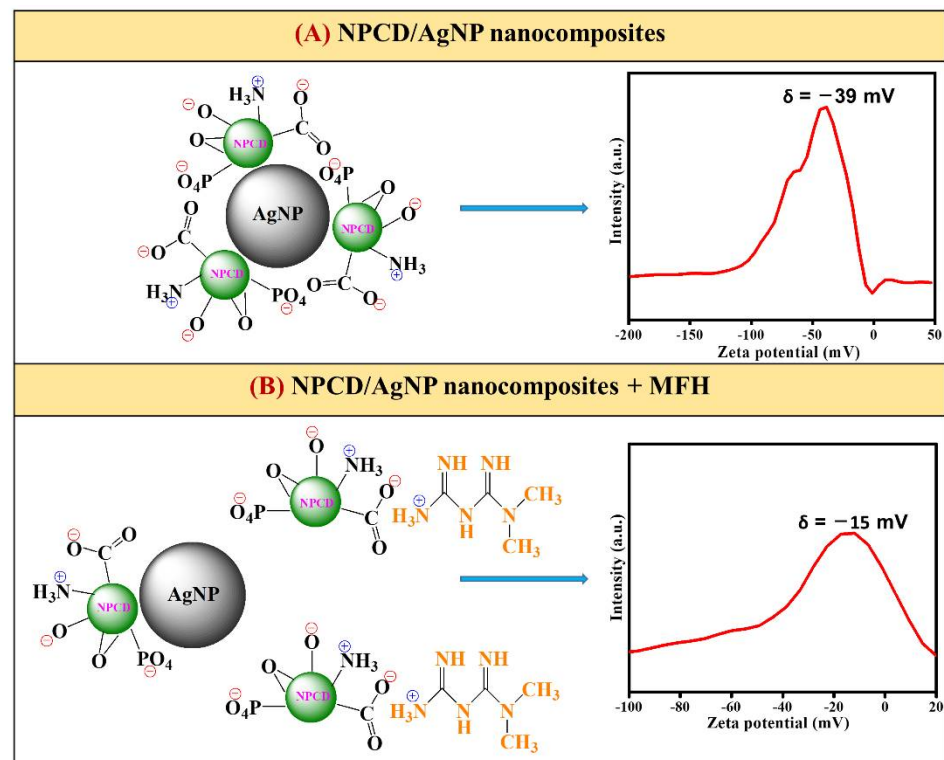 (A) NPCD/AgNP nanocomposites
H₃N⊕
O⊖
C
O
⊖O
O
NPCD
⊖
O₄P
AgNP
⊖
O₄P
O
O⊖
NPCD
NH₃
⊕
O
C
O⊖
O
C
⊖O
NPCD
H₃N
⊕
PO₄
⊖
O
⊖
O
δ = −39 mV
Intensity (a.u.)
-200 -150 -100 -50 0 50
Zeta potential (mV)
(B) NPCD/AgNP nanocomposites + MFH
⊖
O
⊕
NH₃
O
NPCD
⊖
O₄P
C
O⊖
O
NH NH
⊕
H₃N
N
H
N
CH₃
CH₃
O
C
⊖O
⊕
H₃N
NPCD
AgNP
O
⊖
O
PO₄
⊖
⊖
O
⊕
NH₃
O
NPCD
⊖
O₄P
C
O⊖
O
NH NH
⊕
H₃N
N
H
N
CH₃
CH₃
δ = −15 mV
Intensity (a.u.)
-100 -80 -60 -40 -20 0 20
Zeta potential (mV)